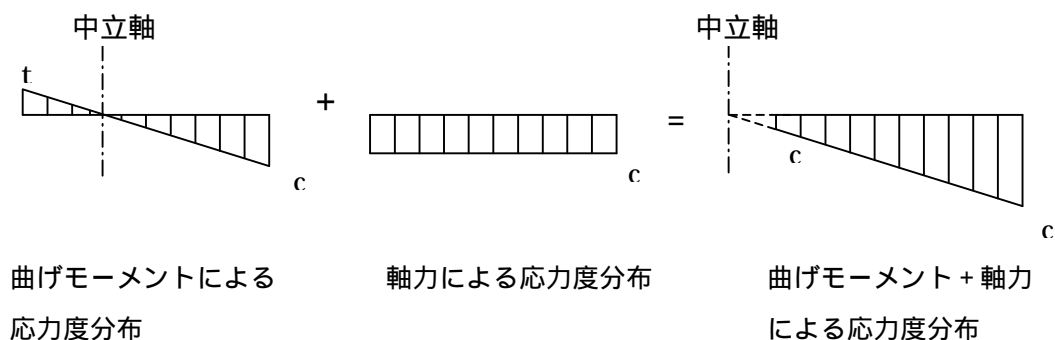 中立軸
中立軸
t
+
=
c
c
c
c
曲げモーメントによる
応力度分布
軸力による応力度分布
曲げモーメント+軸力
による応力度分布